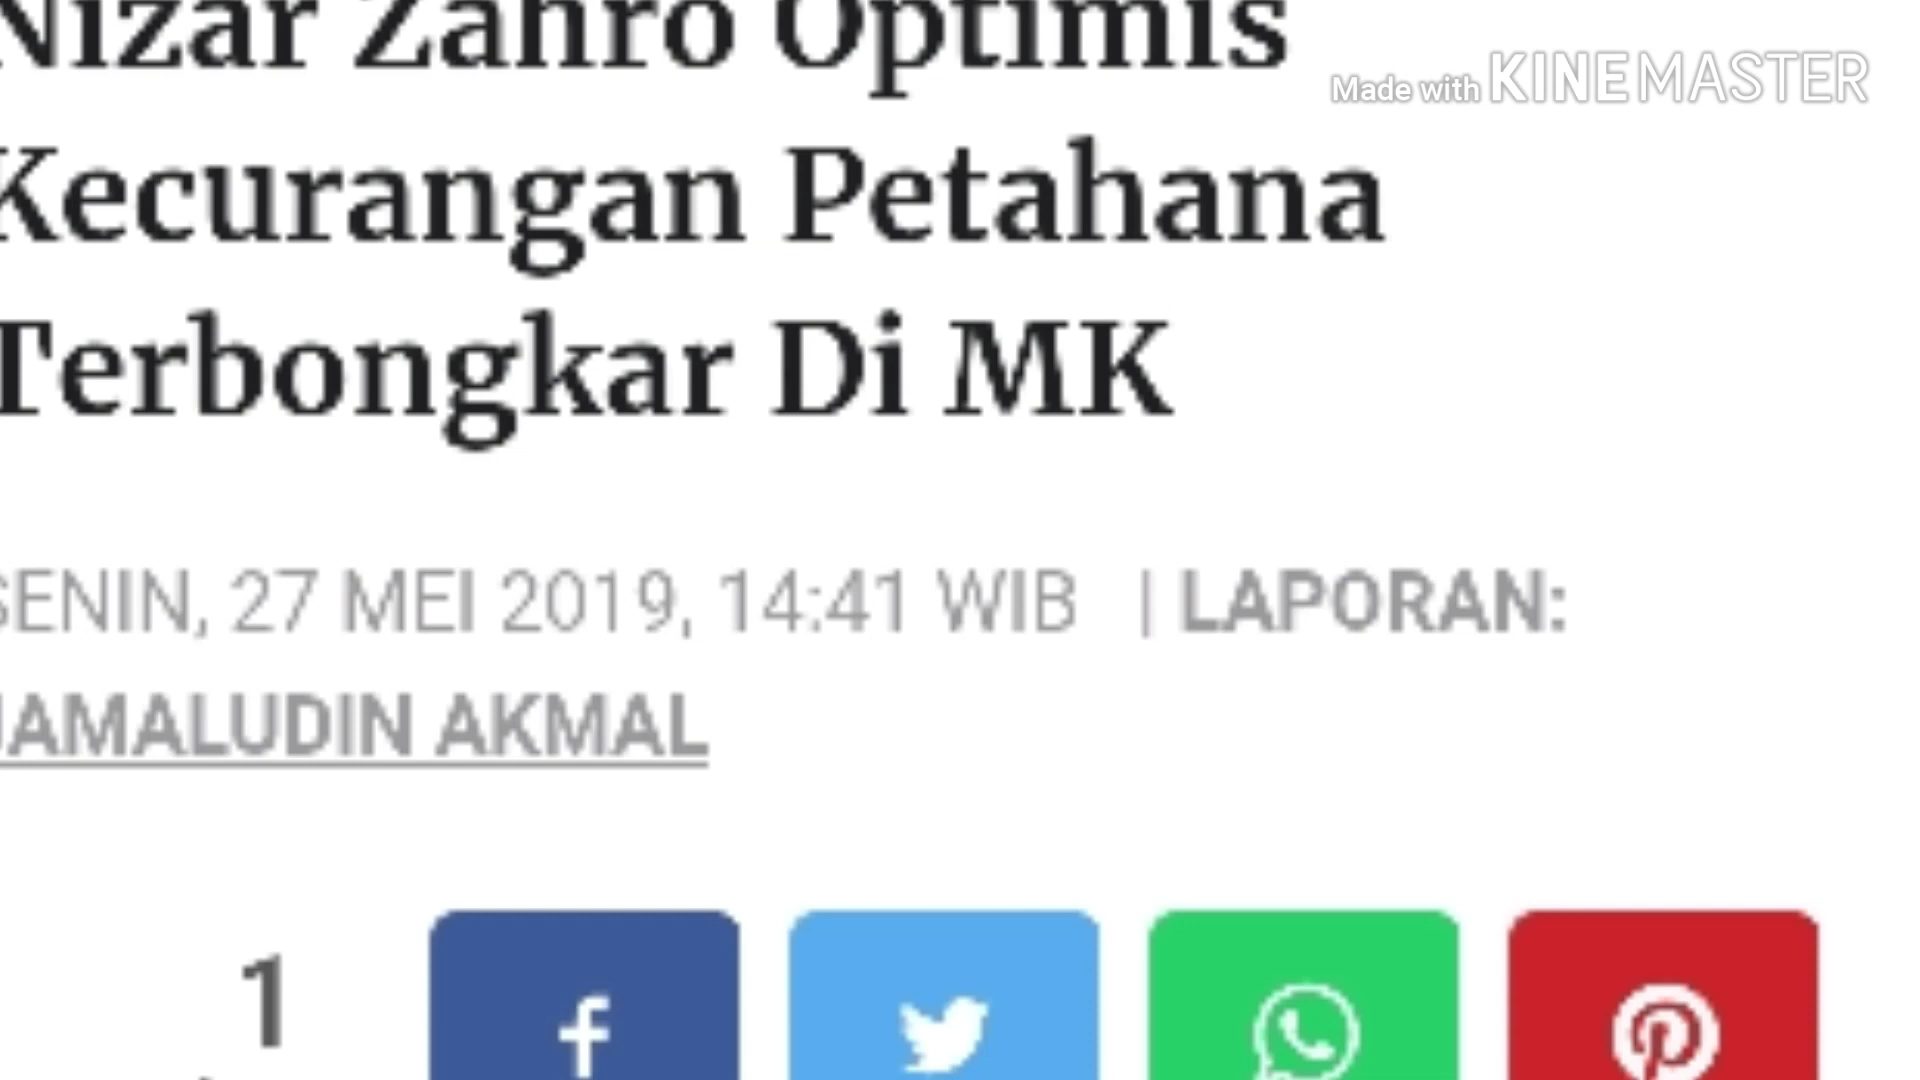 Nizar Zahro Optimis
Made with KINEMASTER
Kecurangan Petahana
Terbongkar Di MK
SENIN, 27 MEI 2019, 14:41 WIB | LAPORAN:
JAMALUDIN AKMAL
1